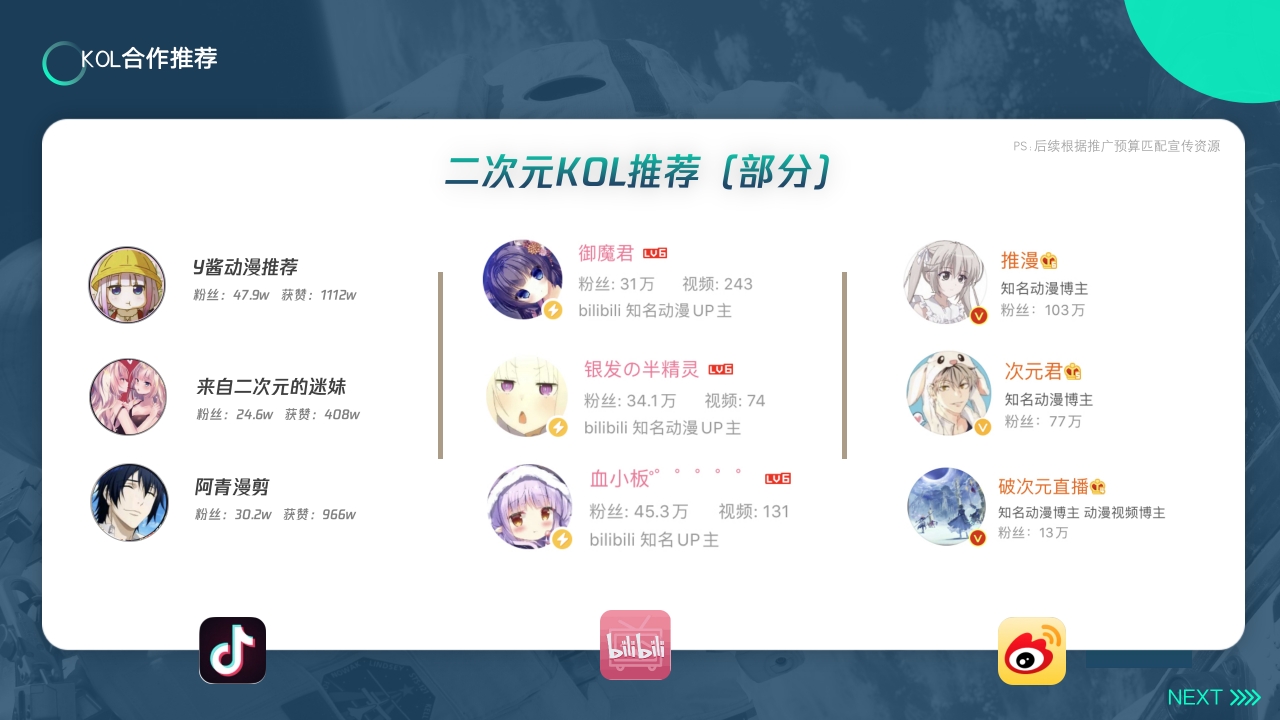 KOL合作推荐
PS：后续根据推广预算匹配宣传资源
二次元KOL推荐（部分）
Y酱动漫推荐
粉丝：47.9w 获赞：1112w
来自二次元的迷妹
粉丝：24.6w 获赞：408w
阿青漫剪
粉丝：30.2w 获赞：966w
御魔君 LV6
粉丝: 31万 视频: 243
bilibili 知名动漫UP主
银发の半精灵 LV6
粉丝: 34.1万 视频: 74
bilibili 知名动漫UP主
血小板°° ° ° ° ° LV6
粉丝: 45.3万 视频: 131
bilibili 知名UP主
推漫
知名动漫博主
粉丝：103万
次元君
知名动漫博主
粉丝：77万
破次元直播
知名动漫博主 动漫视频博主
粉丝：13万
bilibili
NEXT